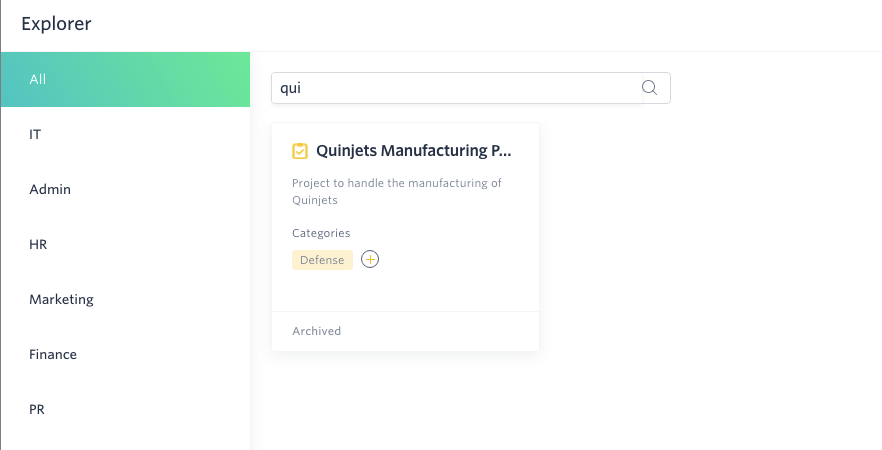 Explorer
All
IT
Admin
HR
Marketing
Finance
PR
qui
Quinjets Manufacturing P...
Project to handle the manufacturing of
Quinjets
Categories
Defense
Archived